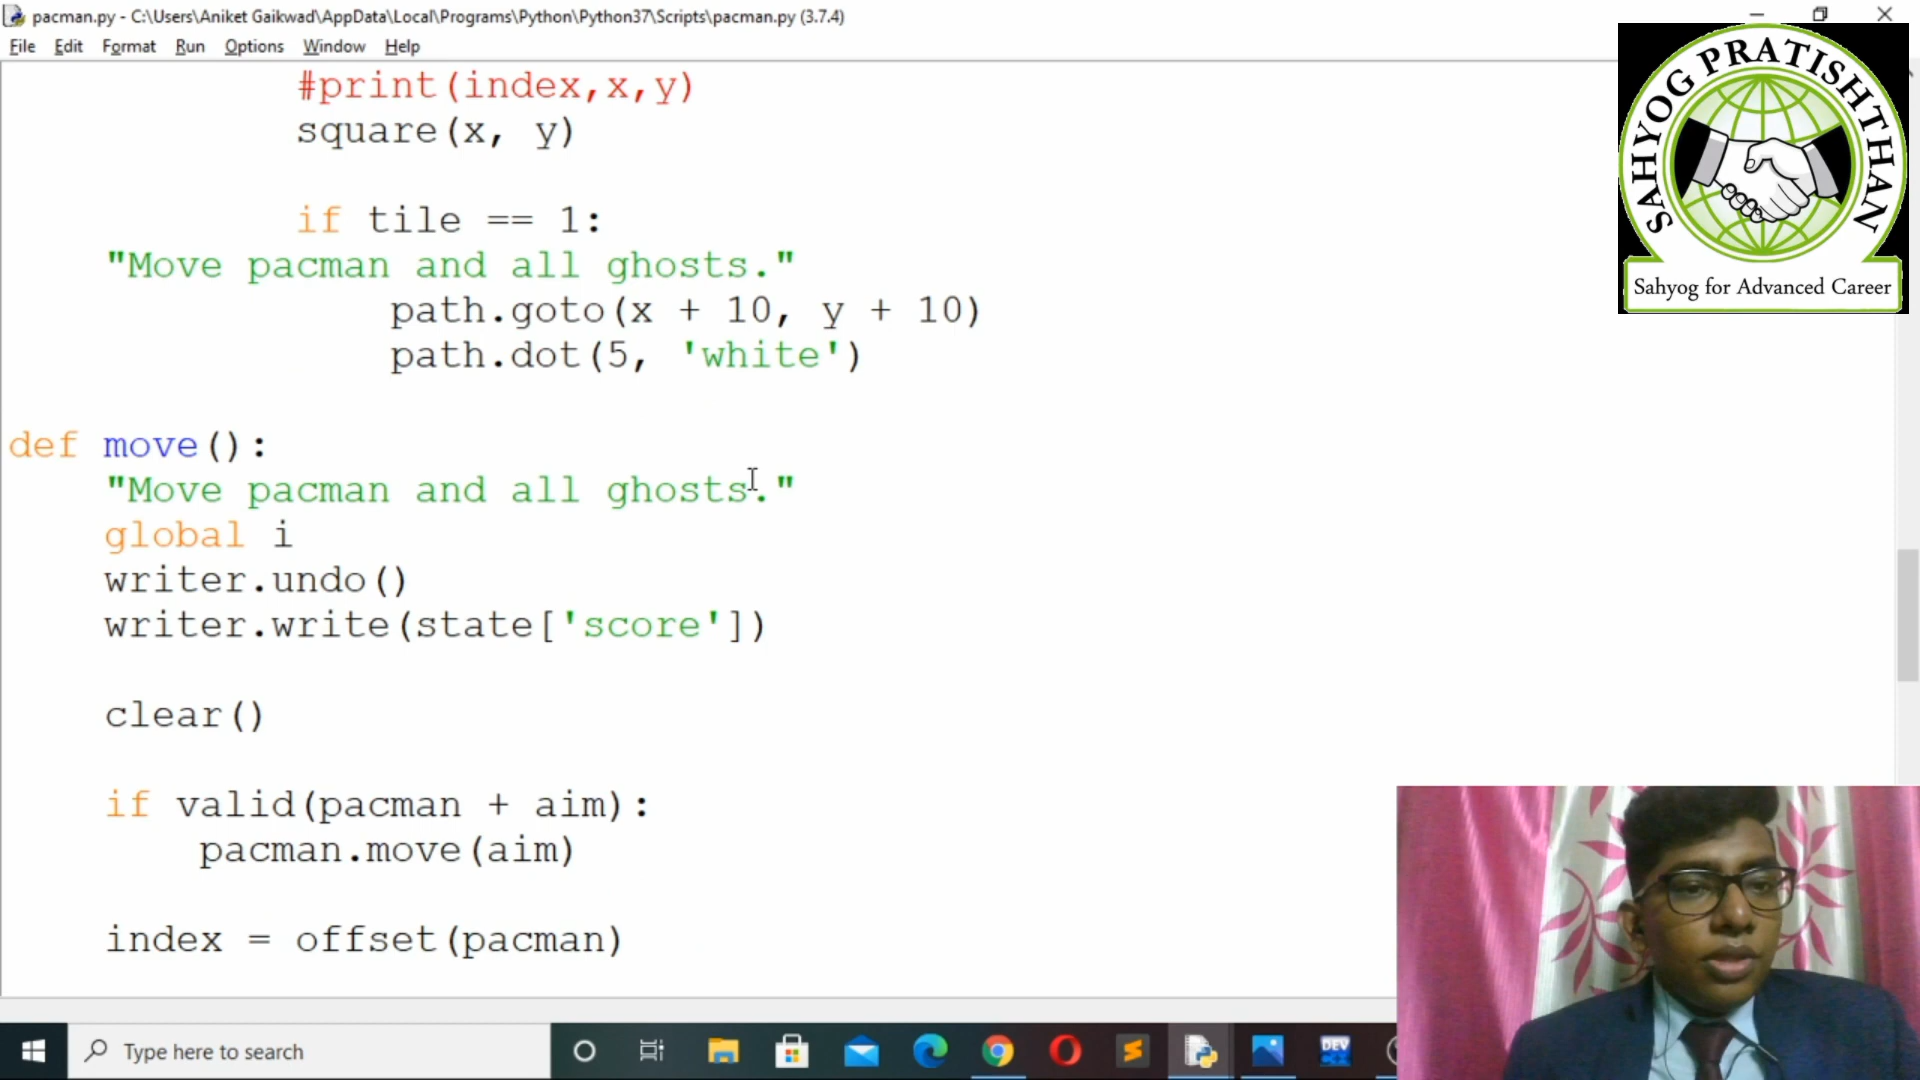 pacman.py - C:\Users\Aniket Gaikwad\AppData\Local\Programs\Python\Python37\Scripts\pacman.py (3.7.4)
File Edit Format Run Options Window Help
#print(index,x,y)
square(x, y)
if tile == 1:
"Move pacman and all ghosts."
path.goto(x + 10, y + 10)
path.dot(5, 'white')
def move():
"Move pacman and all ghosts."
global i
writer.undo()
writer.write(state['score'])
clear()
if valid(pacman + aim):
pacman.move(aim)
index = offset(pacman)
SAHYOG PRATISHTHAN
Sahyog for Advanced Career
Type here to search
DEV